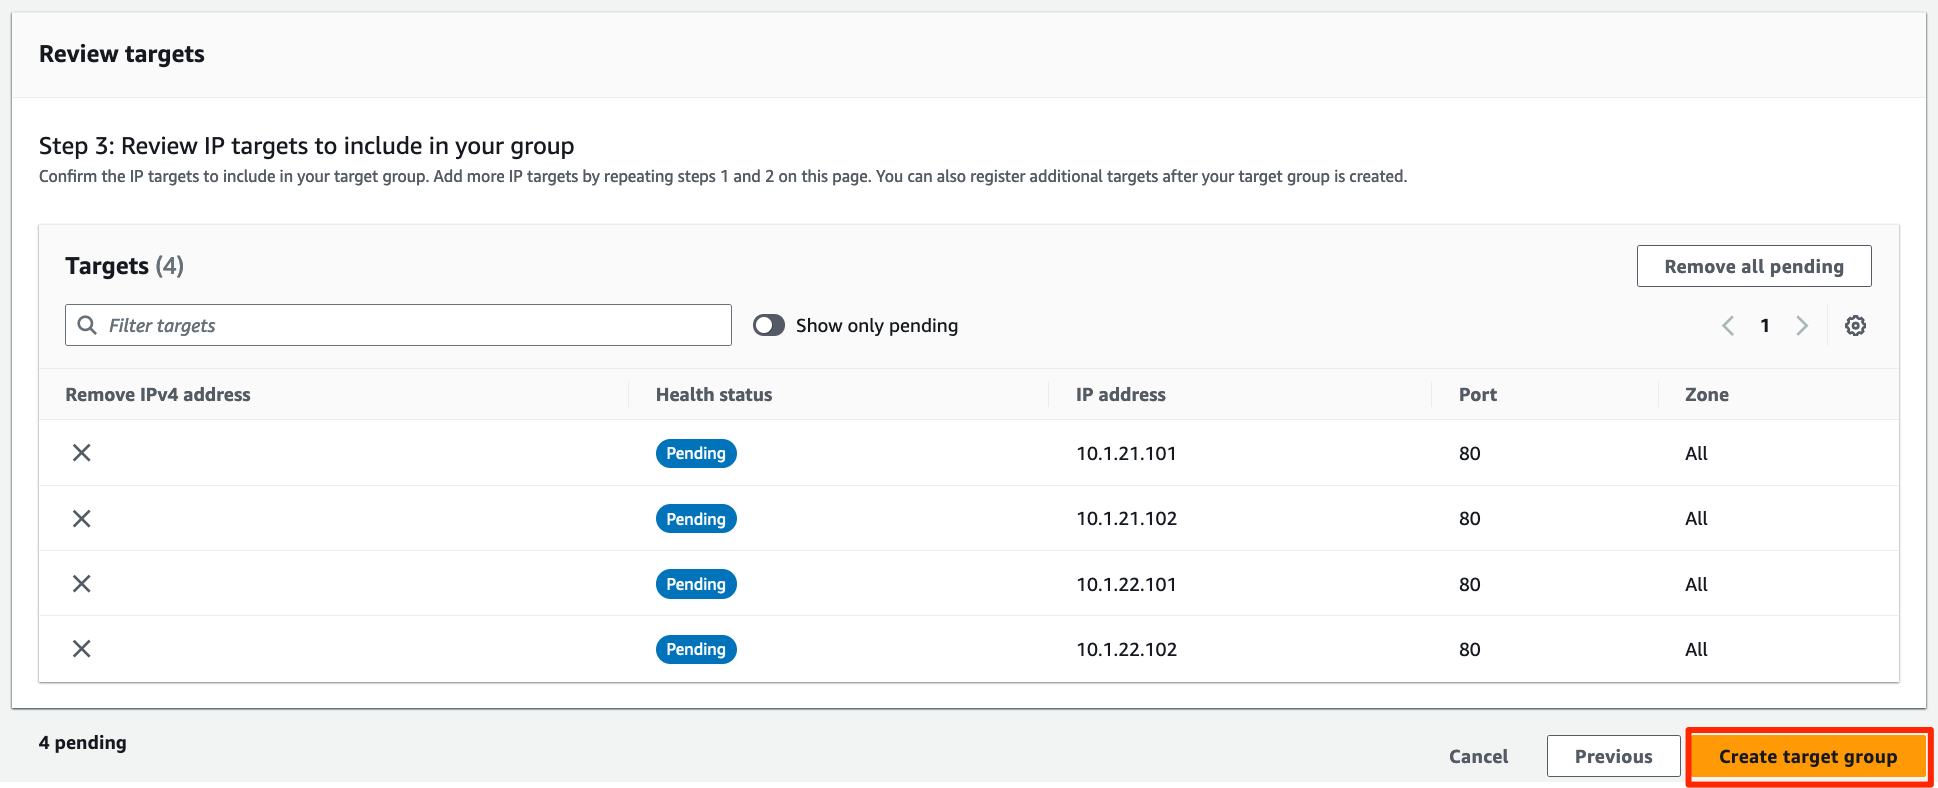 Review targets
Step 3: Review IP targets to include in your group
Confirm the IP targets to include in your target group. Add more IP targets by repeating steps 1 and 2 on this page. You can also register additional targets after your target group is created.
Targets (4)
Remove all pending
Filter targets
Show only pending
1
Remove IPv4 address Health status IP address Port Zone
Pending 10.1.21.101 80 All
Pending 10.1.21.102 80 All
Pending 10.1.22.101 80 All
Pending 10.1.22.102 80 All
4 pending
Cancel Previous Create target group